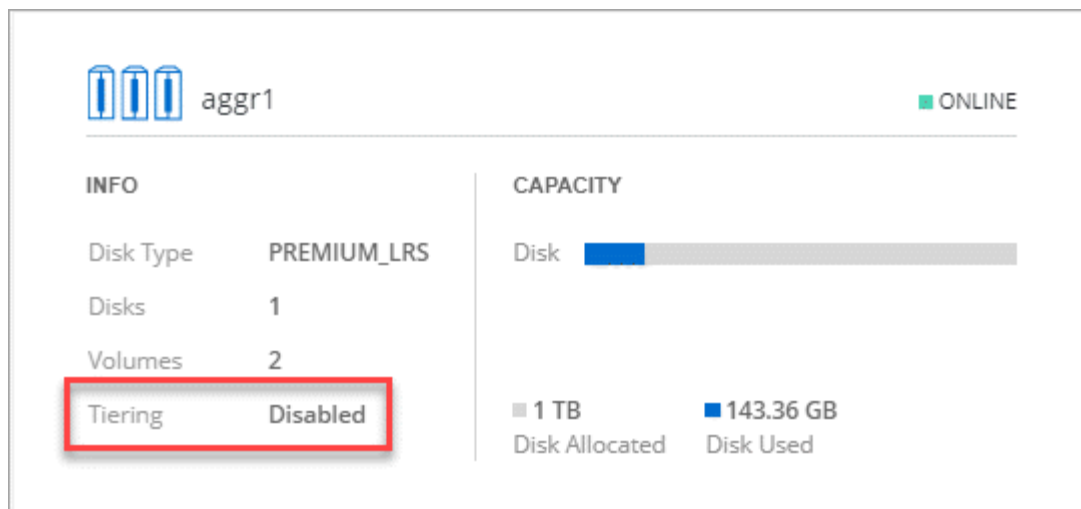 aggr1
ONLINE
INFO
Disk Type PREMIUM_LRS
Disks 1
Volumes 2
Tiering Disabled
CAPACITY
Disk
1 TB
Disk Allocated
143.36 GB
Disk Used